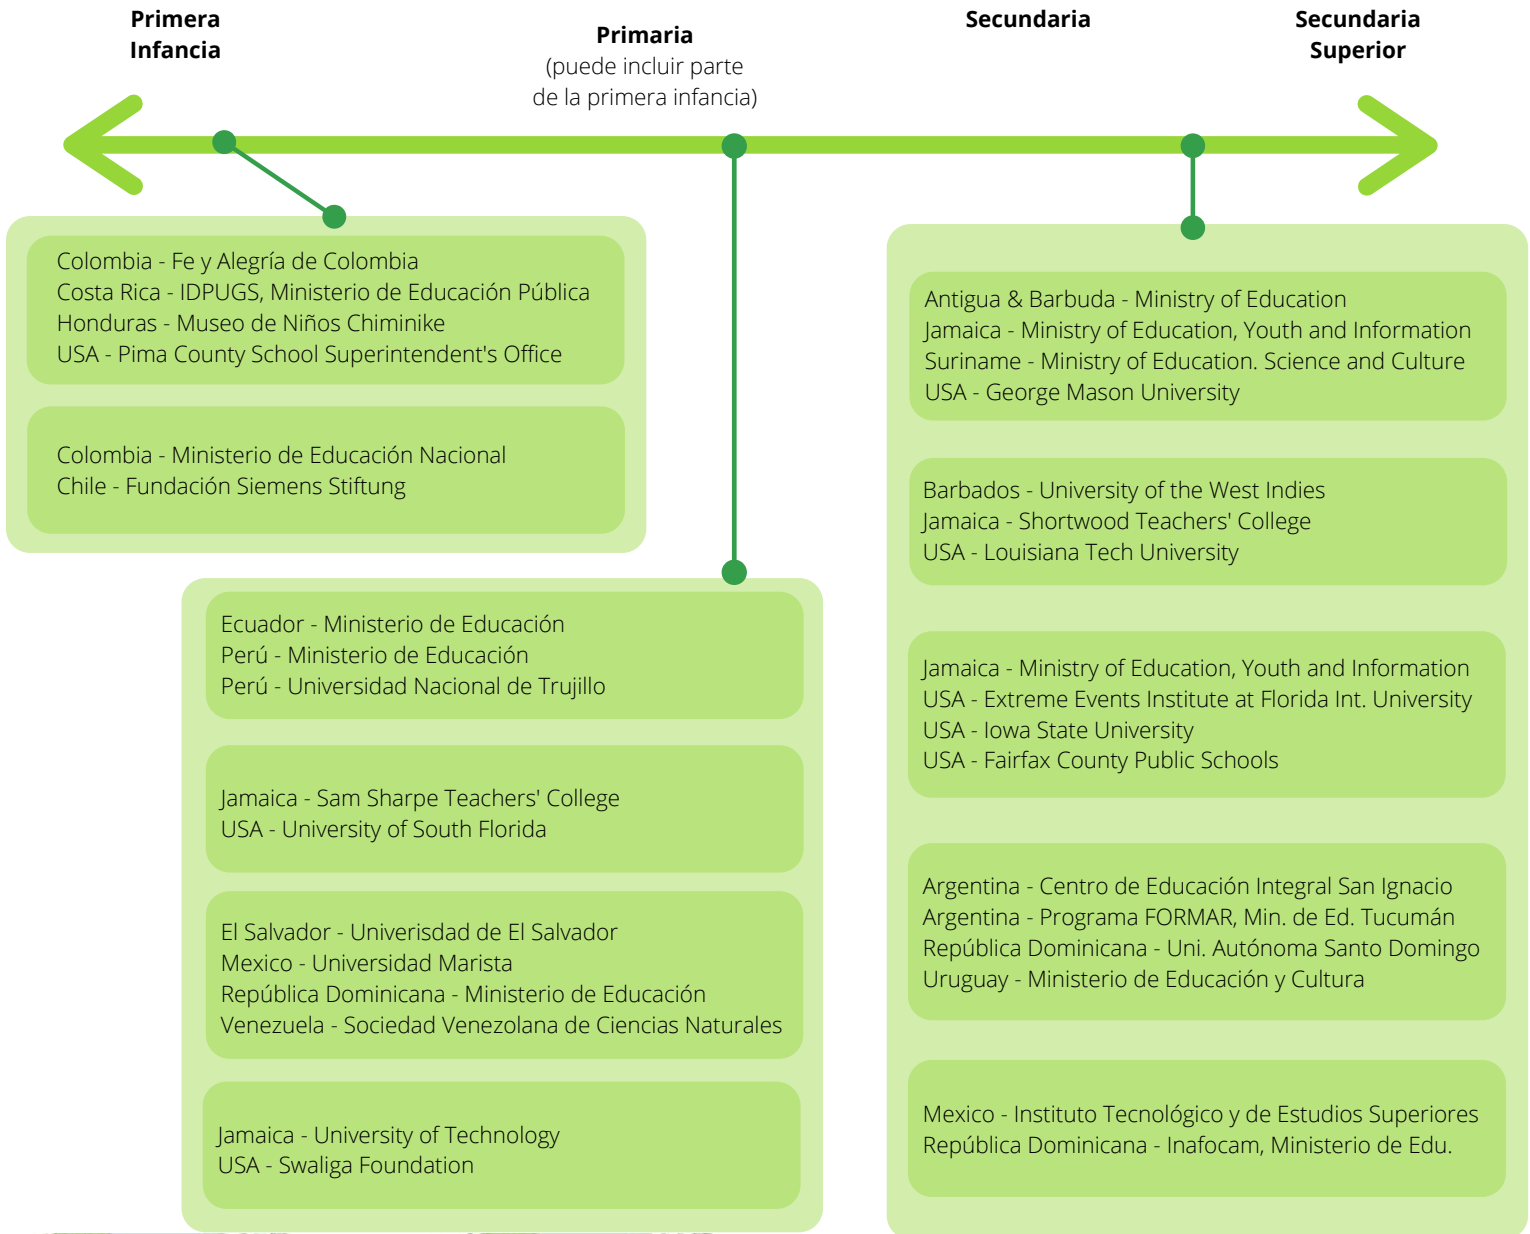 Primera
Infancia
Primaria
(puede incluir parte
de la primera infancia)
Secundaria
Secundaria
Superior
Colombia - Fe y Alegría de Colombia
Costa Rica - IDPUGS, Ministerio de Educación Pública
Honduras - Museo de Niños Chiminike
USA - Pima County School Superintendent's Office
Colombia - Ministerio de Educación Nacional
Chile - Fundación Siemens Stiftung
Ecuador - Ministerio de Educación
Perú - Ministerio de Educación
Perú - Universidad Nacional de Trujillo
Jamaica - Sam Sharpe Teachers' College
USA - University of South Florida
El Salvador - Univerisdad de El Salvador
Mexico - Universidad Marista
República Dominicana - Ministerio de Educación
Venezuela - Sociedad Venezolana de Ciencias Naturales
Jamaica - University of Technology
USA - Swaliga Foundation
Antigua & Barbuda - Ministry of Education
Jamaica - Ministry of Education, Youth and Information
Suriname - Ministry of Education. Science and Culture
USA - George Mason University
Barbados - University of the West Indies
Jamaica - Shortwood Teachers' College
USA - Louisiana Tech University
Jamaica - Ministry of Education, Youth and Information
USA - Extreme Events Institute at Florida Int. University
USA - Iowa State University
USA - Fairfax County Public Schools
Argentina - Centro de Educación Integral San Ignacio
Argentina - Programa FORMAR, Min. de Ed. Tucumán
República Dominicana - Uni. Autónoma Santo Domingo
Uruguay - Ministerio de Educación y Cultura
Mexico - Instituto Tecnológico y de Estudios Superiores
República Dominicana - Inafocam, Ministerio de Edu.